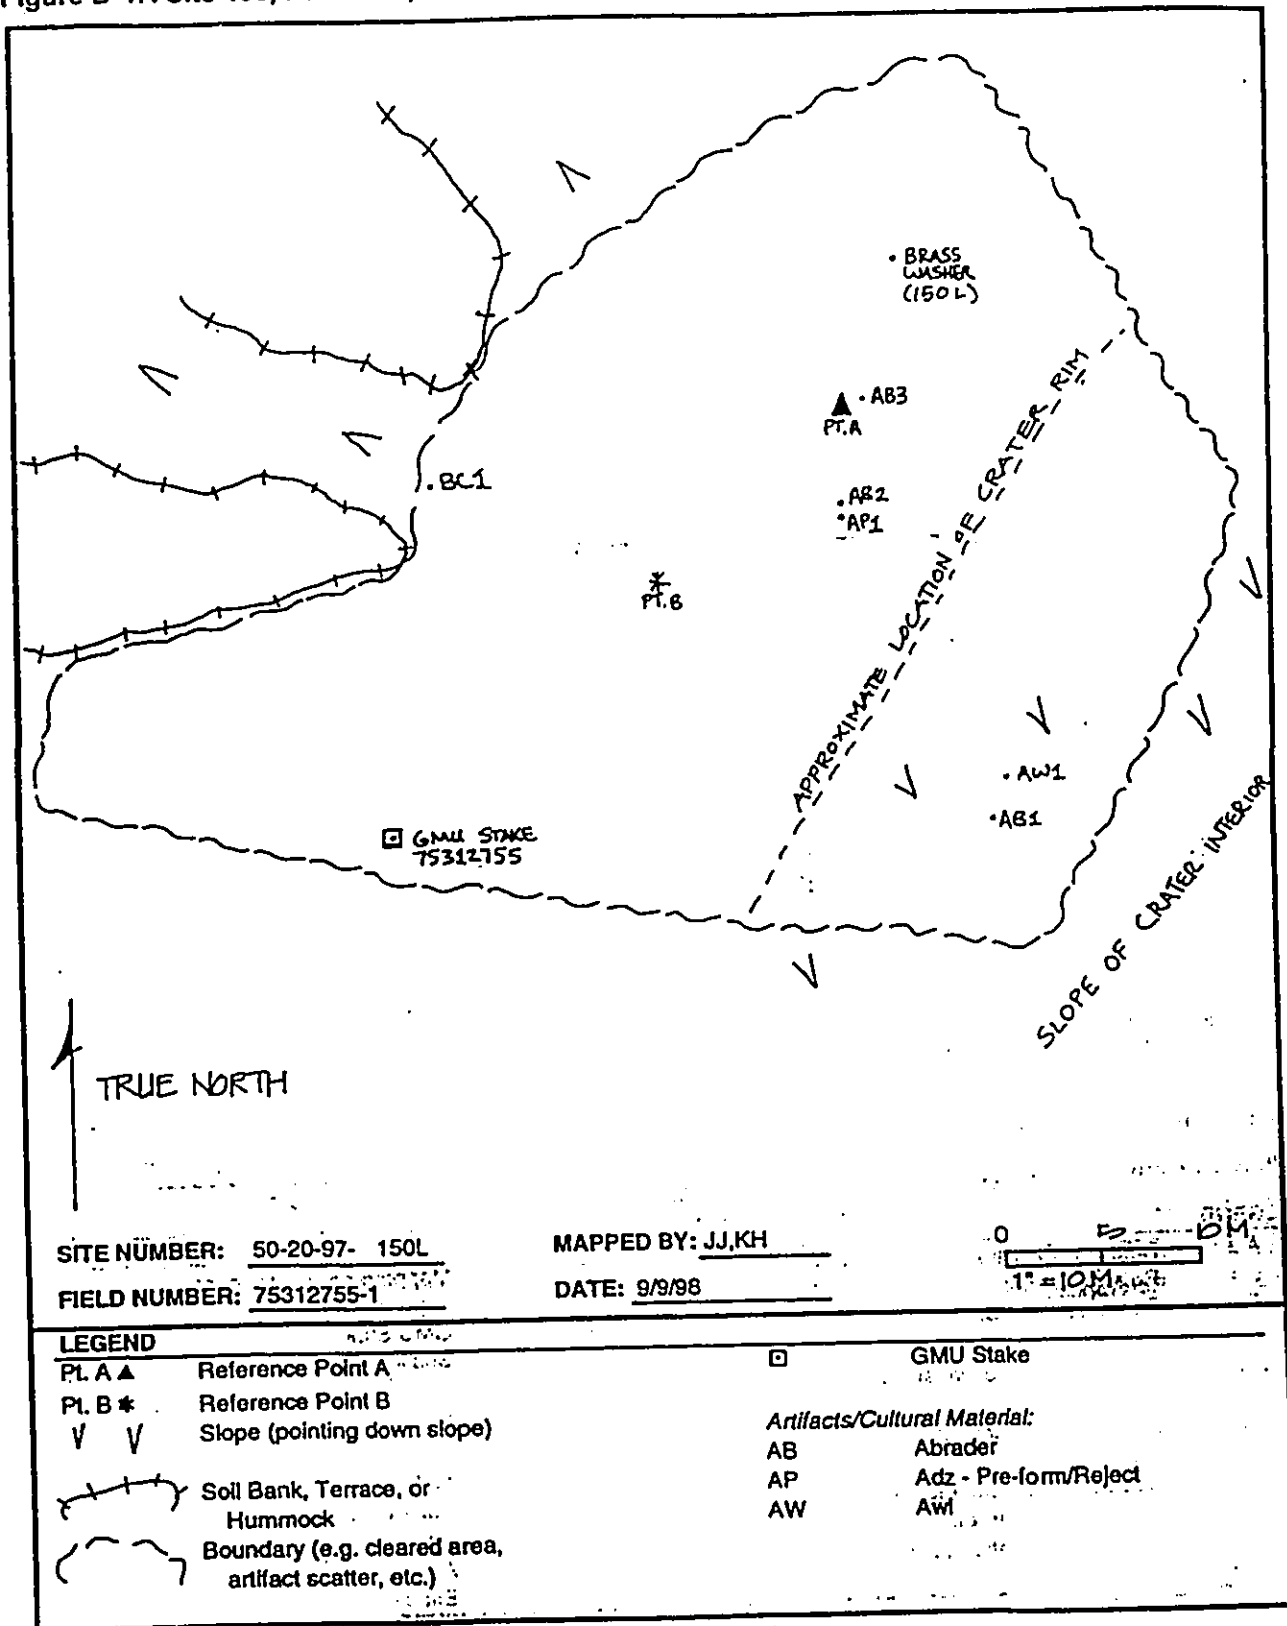 BRASS
WASHER
(150L)
AB3
PT.A
BC1
AB2
AP1
PT.B
APPROXIMATE LOCATION OF CRATER RIM
AW1
AB1
GMU STAKE
75312755
SLOPE OF CRATER INTERIOR
TRUE NORTH
SITE NUMBER: 50-20-97- 150L
MAPPED BY: JJ,KH
0 5 10 M
1" = 10 M
FIELD NUMBER: 75312755-1
DATE: 9/9/98
LEGEND
Pt. A Reference Point A
Pt. B * Reference Point B
Slope (pointing down slope)
Soil Bank, Terrace, or
Hummock
Boundary (e.g. cleared area,
artifact scatter, etc.)
GMU Stake
Artifacts/Cultural Material:
AB Abrader
AP Adz - Pre-form/Reject
AW Awl